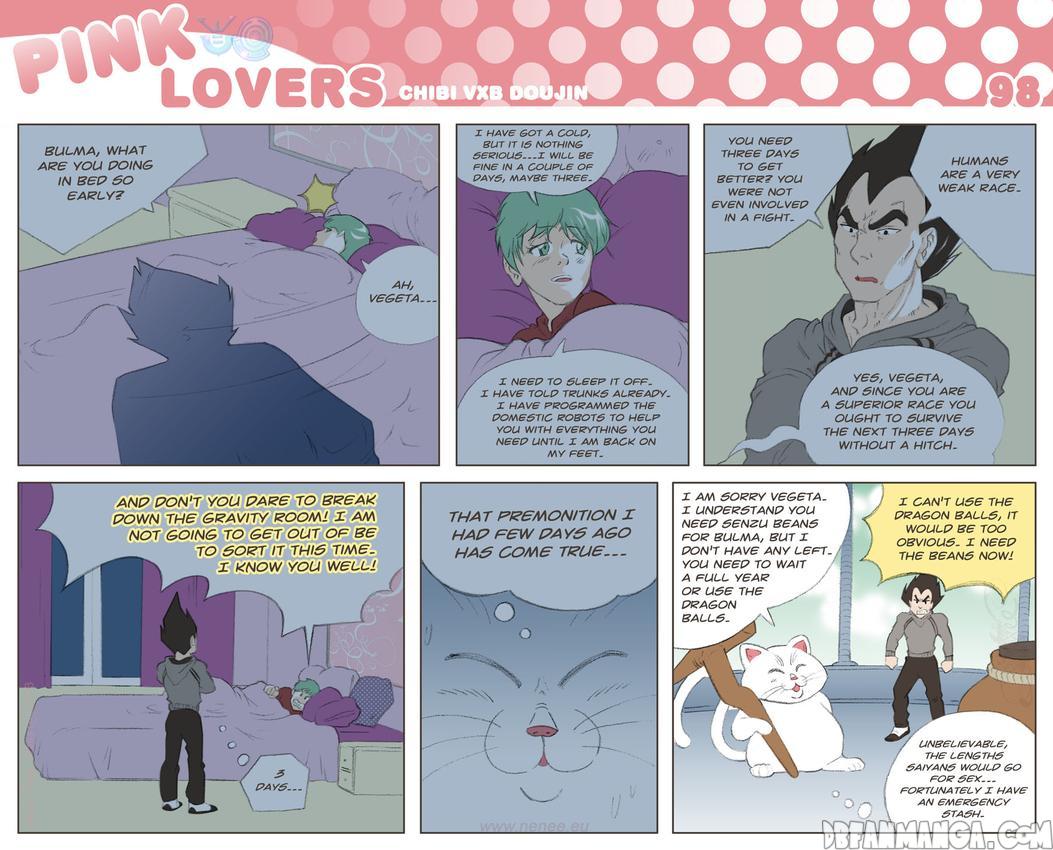 PINK
LOVERS
CHIBI VXB DOUJIN
98
BULMA, WHAT
ARE YOU DOING
IN BED SO
EARLY?
AH,
VEGETA...
I HAVE GOT A COLD,
BUT IT IS NOTHING
SERIOUS...I WILL BE
FINE IN A COUPLE OF
DAYS, MAYBE THREE.
I NEED TO SLEEP IT OFF.
I HAVE TOLD TRUNKS ALREADY.
I HAVE PROGRAMMED THE
DOMESTIC ROBOTS TO HELP
YOU WITH EVERYTHING YOU
NEED UNTIL I AM BACK ON
MY FEET.
YOU NEED
THREE DAYS
TO GET
BETTER? YOU
WERE NOT
EVEN INVOLVED
IN A FIGHT.
HUMANS
ARE A VERY
WEAK RACE.
YES, VEGETA,
AND SINCE YOU ARE
A SUPERIOR RACE YOU
OUGHT TO SURVIVE
THE NEXT THREE DAYS
WITHOUT A HITCH.
AND DON'T YOU DARE TO BREAK
DOWN THE GRAVITY ROOM! I AM
NOT GOING TO GET OUT OF BE
TO SORT IT THIS TIME.
I KNOW YOU WELL!
3
DAYS...
THAT PREMONITION I
HAD FEW DAYS AGO
HAS COME TRUE...
www.nenee.eu
I AM SORRY VEGETA.
I UNDERSTAND YOU
NEED SENZU BEANS
FOR BULMA, BUT I
DON'T HAVE ANY LEFT.
YOU NEED TO WAIT
A FULL YEAR
OR USE THE
DRAGON
BALLS.
I CAN'T USE THE
DRAGON BALLS, IT
WOULD BE TOO
OBVIOUS. I NEED
THE BEANS NOW!
UNBELIEVABLE,
THE LENGTHS
SAIYANS WOULD GO
FOR SEX...
FORTUNATELY I HAVE
AN EMERGENCY
STASH.
DBFANMANGA.COM